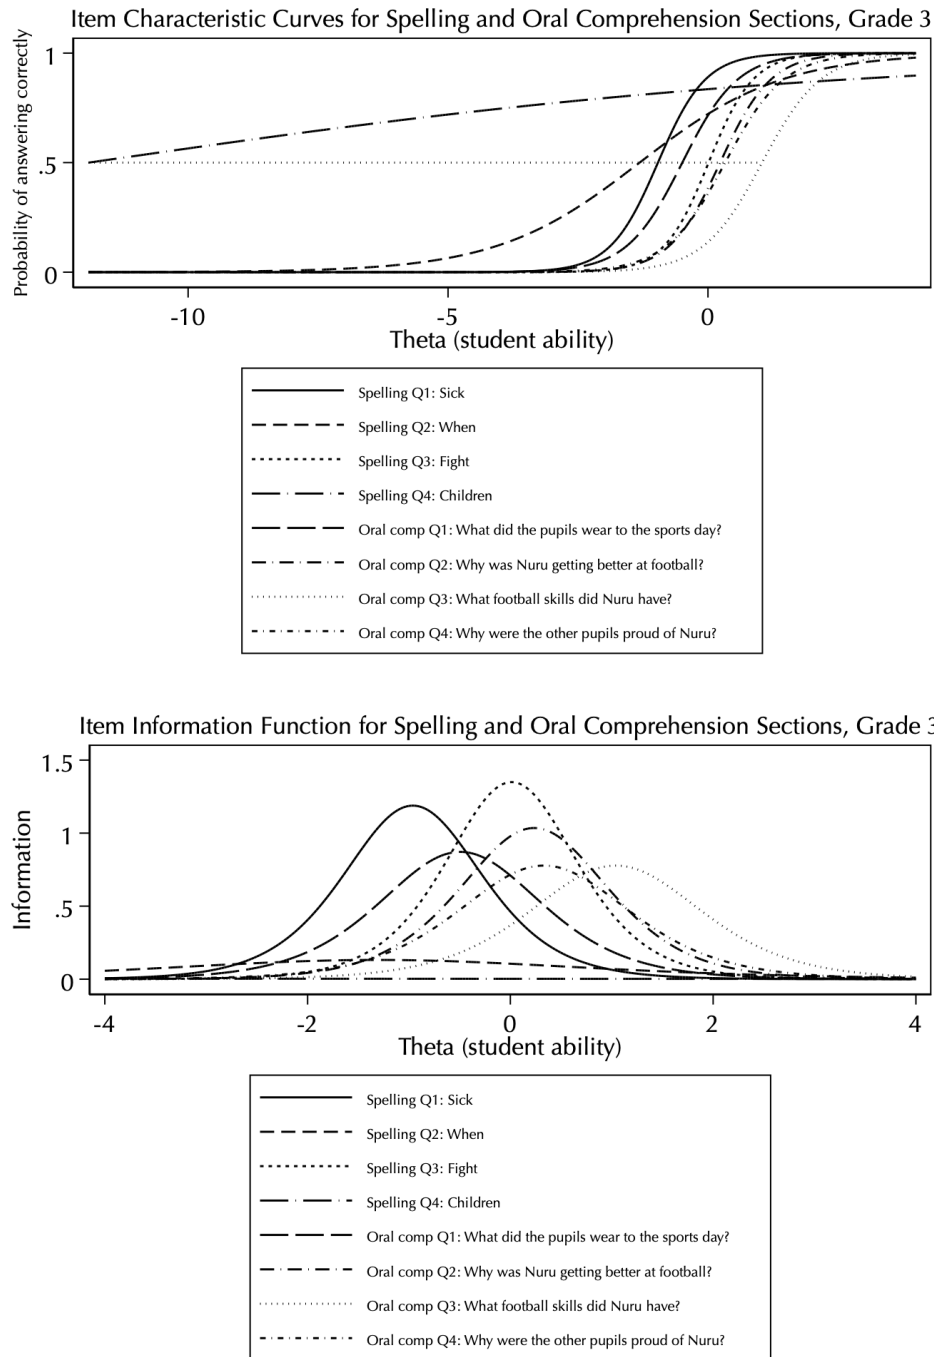 Item Characteristic Curves for Spelling and Oral Comprehension Sections, Grade 3
Probability of answering correctly
1
.5
0
-10
-5
0
Theta (student ability)
Spelling Q1: Sick
Spelling Q2: When
Spelling Q3: Fight
Spelling Q4: Children
Oral comp Q1: What did the pupils wear to the sports day?
Oral comp Q2: Why was Nuru getting better at football?
Oral comp Q3: What football skills did Nuru have?
Oral comp Q4: Why were the other pupils proud of Nuru?
Item Information Function for Spelling and Oral Comprehension Sections, Grade 3
Information
1.5
1
.5
0
-4
-2
0
2
4
Theta (student ability)
Spelling Q1: Sick
Spelling Q2: When
Spelling Q3: Fight
Spelling Q4: Children
Oral comp Q1: What did the pupils wear to the sports day?
Oral comp Q2: Why was Nuru getting better at football?
Oral comp Q3: What football skills did Nuru have?
Oral comp Q4: Why were the other pupils proud of Nuru?